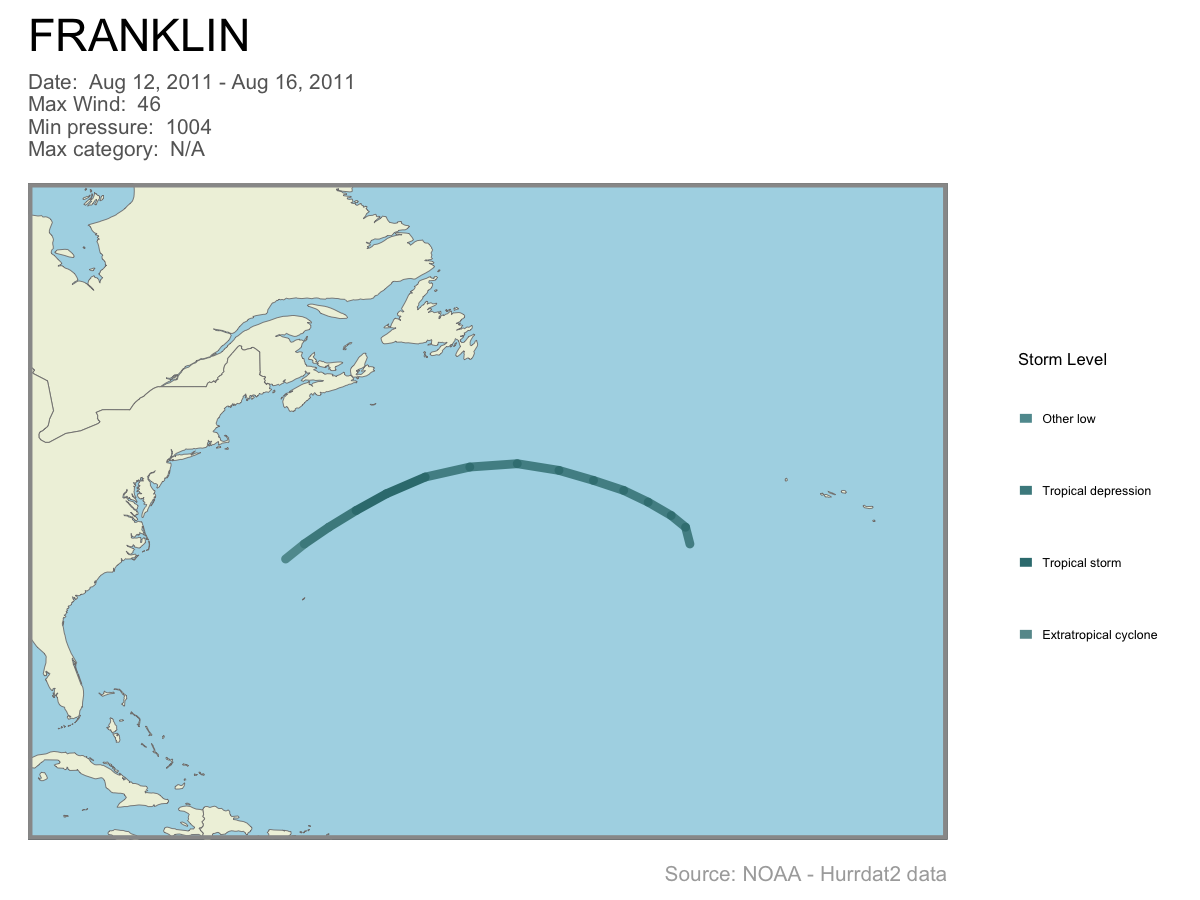 FRANKLIN
Date:  Aug 12, 2011 - Aug 16, 2011
Max Wind:  46
Min pressure:  1004
Max category:  N/A
Storm Level
Other low
Tropical depression
Tropical storm
Extratropical cyclone
Source: NOAA - Hurrdat2 data